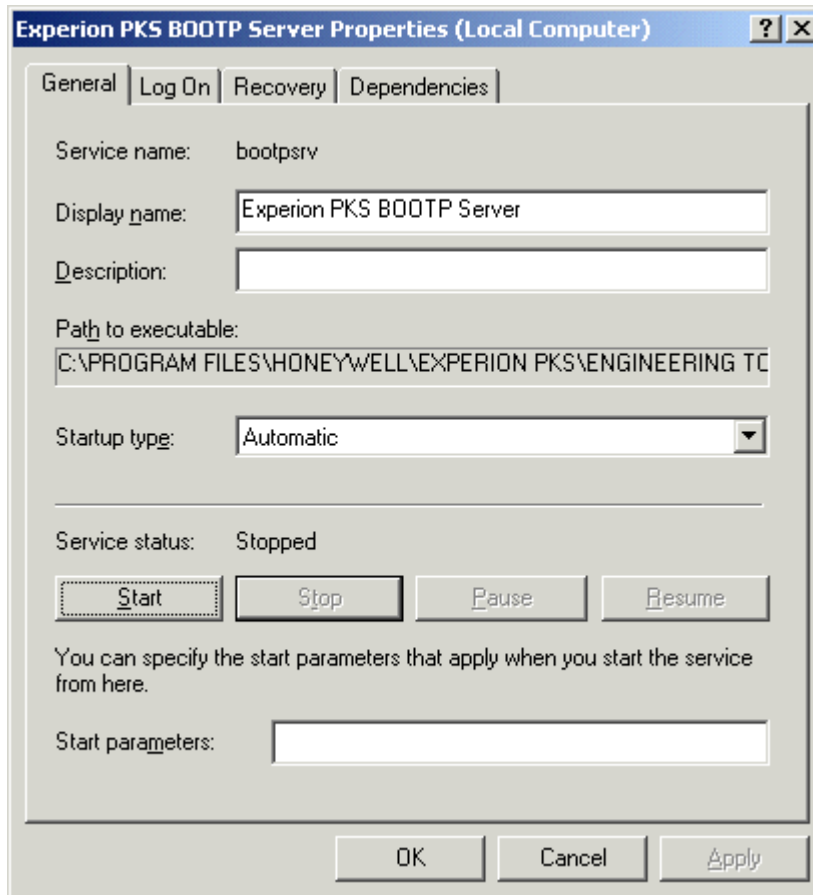 Experion PKS BOOTP Server Properties (Local Computer)
General Log On Recovery Dependencies
Service name: bootpsrv
Display name: Experion PKS BOOTP Server
Description:
Path to executable:
C:\PROGRAM FILES\HONEYWELL\EXPERION PKS\ENGINEERING TO
Startup type: Automatic
Service status: Stopped
Start Stop Pause Resume
You can specify the start parameters that apply when you start the service
from here.
Start parameters:
OK Cancel Apply